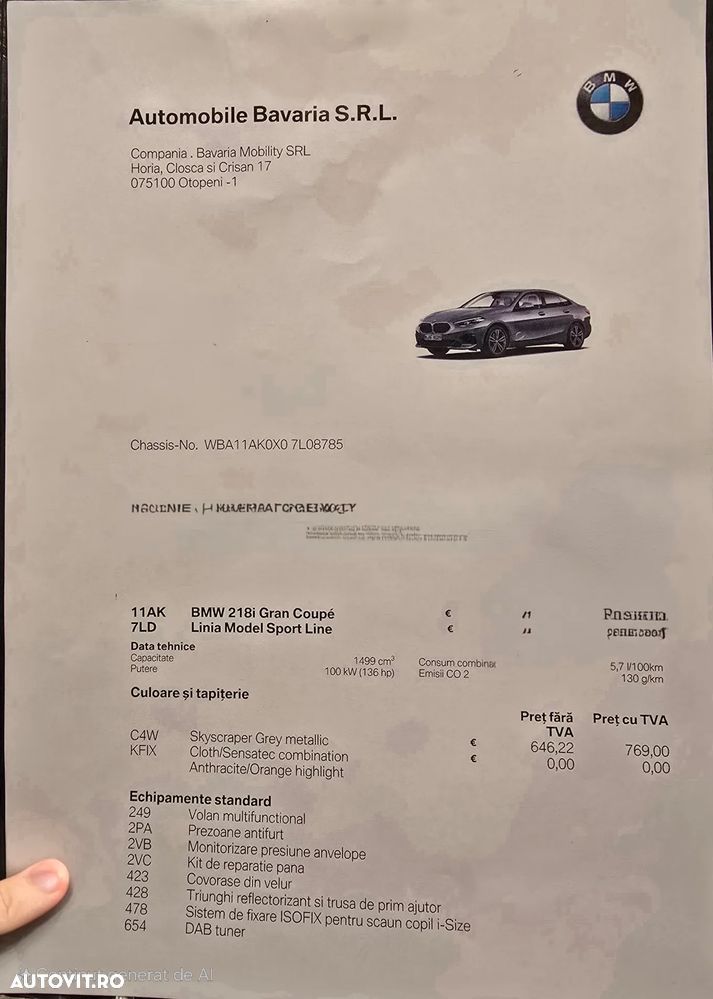 BMW
Automobile Bavaria S.R.L.
Compania . Bavaria Mobility SRL
Horia, Closca si Crisan 17
075100 Otopeni -1
Chassis-No. WBA11AK0X0 7L08785
11AK BMW 218i Gran Coupé €
7LD Linia Model Sport Line €
Data tehnice
Capacitate 1499 cm³ Consum combinat 5,7 l/100km
Putere 100 kW (136 hp) Emisii CO 2 130 g/km
Culoare și tapițerie
Preț fără TVA Preț cu TVA
C4W Skyscraper Grey metallic € 646,22 769,00
KFIX Cloth/Sensatec combination € 0,00 0,00
Anthracite/Orange highlight
Echipamente standard
249 Volan multifunctional
2PA Prezoane antifurt
2VB Monitorizare presiune anvelope
2VC Kit de reparatie pana
423 Covorase din velur
428 Triunghi reflectorizant si trusa de prim ajutor
478 Sistem de fixare ISOFIX pentru scaun copil i-Size
654 DAB tuner
Conținut generat de AI
AUTOVIT.RO